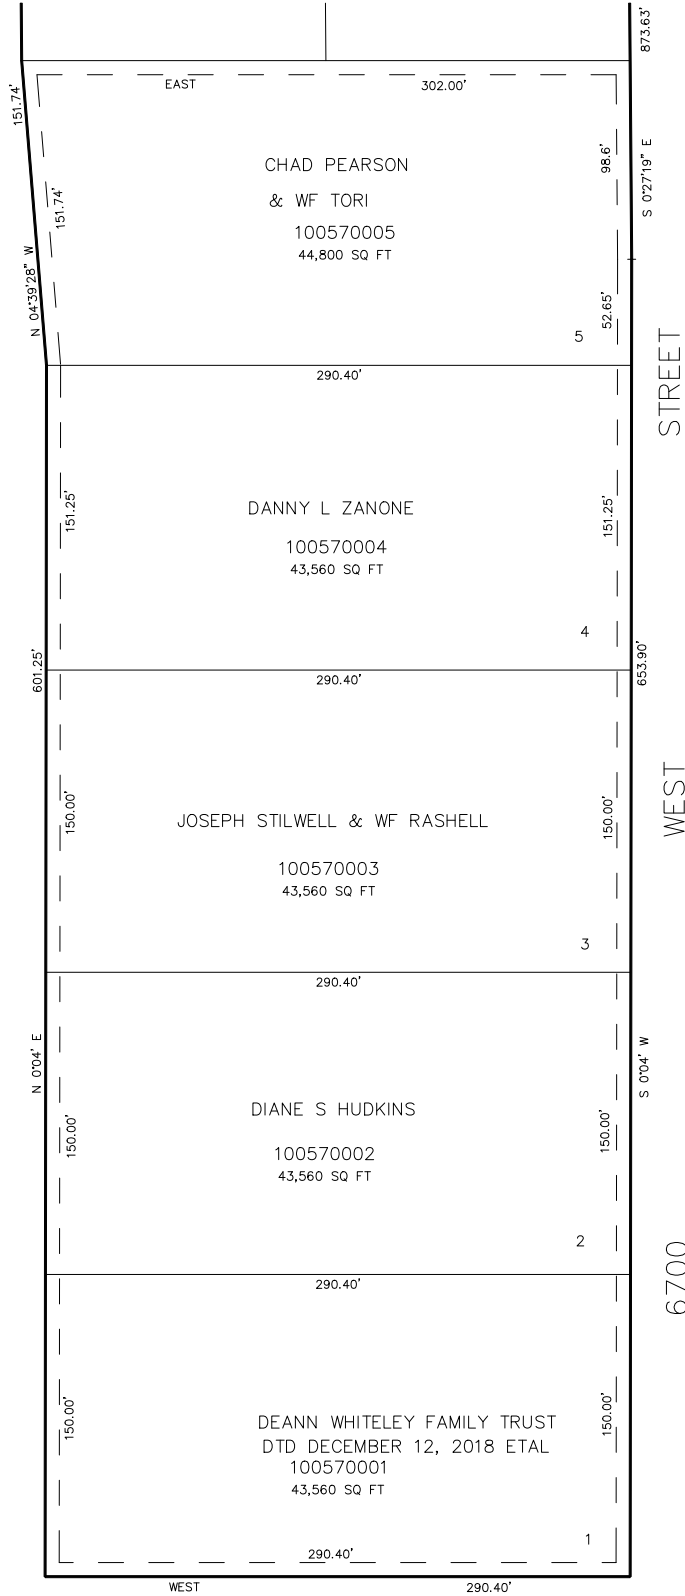 873.63'
151.74'
EAST
302.00'
CHAD PEARSON
& WF TORI
100570005
44,800 SQ FT
98.6'
S 0°27'19" E
151.74'
N 04°39'28" W
52.65'
5
STREET
290.40'
151.25'
DANNY L ZANONE
100570004
43,560 SQ FT
151.25'
4
601.25'
653.90'
290.40'
WEST
150.00'
JOSEPH STILWELL & WF RASHELL
100570003
43,560 SQ FT
150.00'
3
290.40'
N 0°04' E
S 0°04' W
DIANE S HUDKINS
150.00'
100570002
43,560 SQ FT
150.00'
2
6700
290.40'
150.00'
DEANN WHITELEY FAMILY TRUST
DTD DECEMBER 12, 2018 ETAL
100570001
43,560 SQ FT
150.00'
1
290.40'
WEST
290.40'